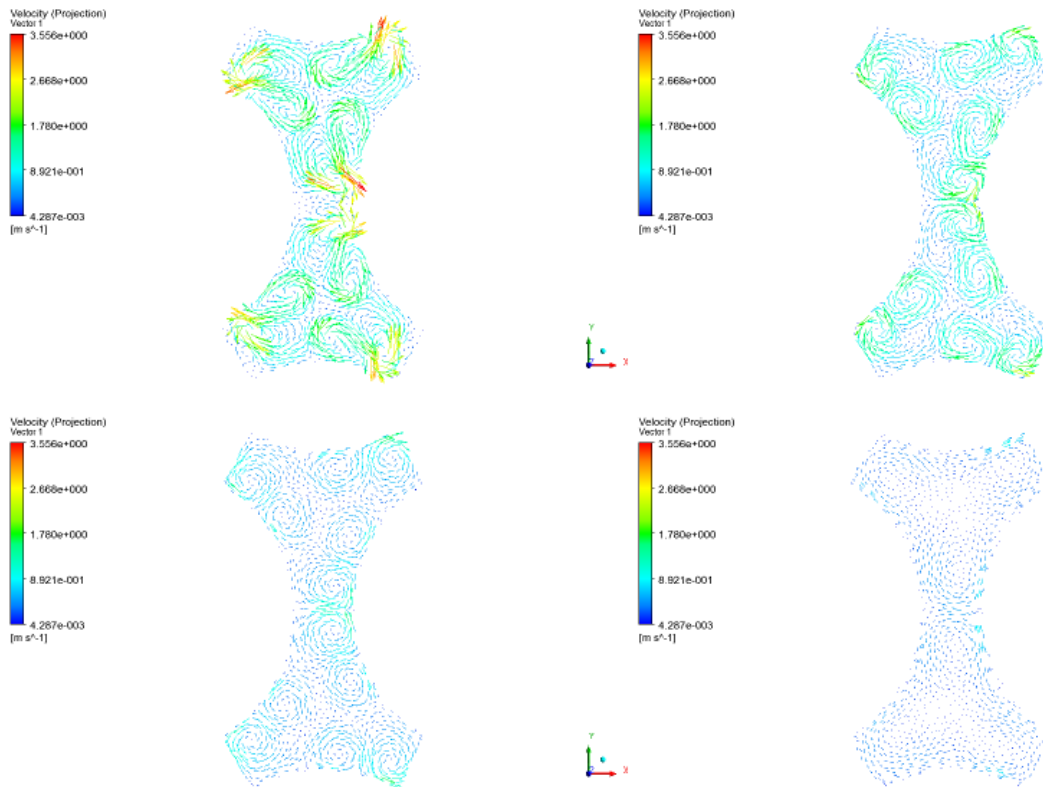 Velocity (Projection)
Vector 1
3.556e+000
2.668e+000
1.780e+000
8.921e-001
4.287e-003
[m s^-1]
Velocity (Projection)
Vector 1
3.556e+000
2.668e+000
1.780e+000
8.921e-001
4.287e-003
[m s^-1]
Y
X
Z
Velocity (Projection)
Vector 1
3.556e+000
2.668e+000
1.780e+000
8.921e-001
4.287e-003
[m s^-1]
Velocity (Projection)
Vector 1
3.556e+000
2.668e+000
1.780e+000
8.921e-001
4.287e-003
[m s^-1]
Y
X
Z